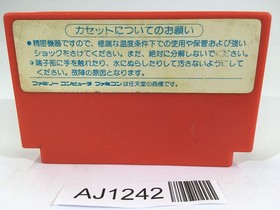 カセットについてのお願い
●精密機器ですので、極端な温度条件下での使用や保管および強い
ショックをさけてください。また、絶対に分解しないでください。
●端子部に手を触れたり、水にぬらしたりして汚さないようにして
ください。故障の原因となります。
ファミリー コンピュータ ファミコンは任天堂の商標です。
AJ1242